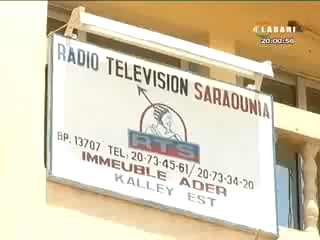 LABARI
20:00:56
RADIO TELEVISION SARAOUNIA
RTS
BP.13707 TEL: 20-73-45-61/20-73-34-20
IMMEUBLE ADER
KALLEY EST